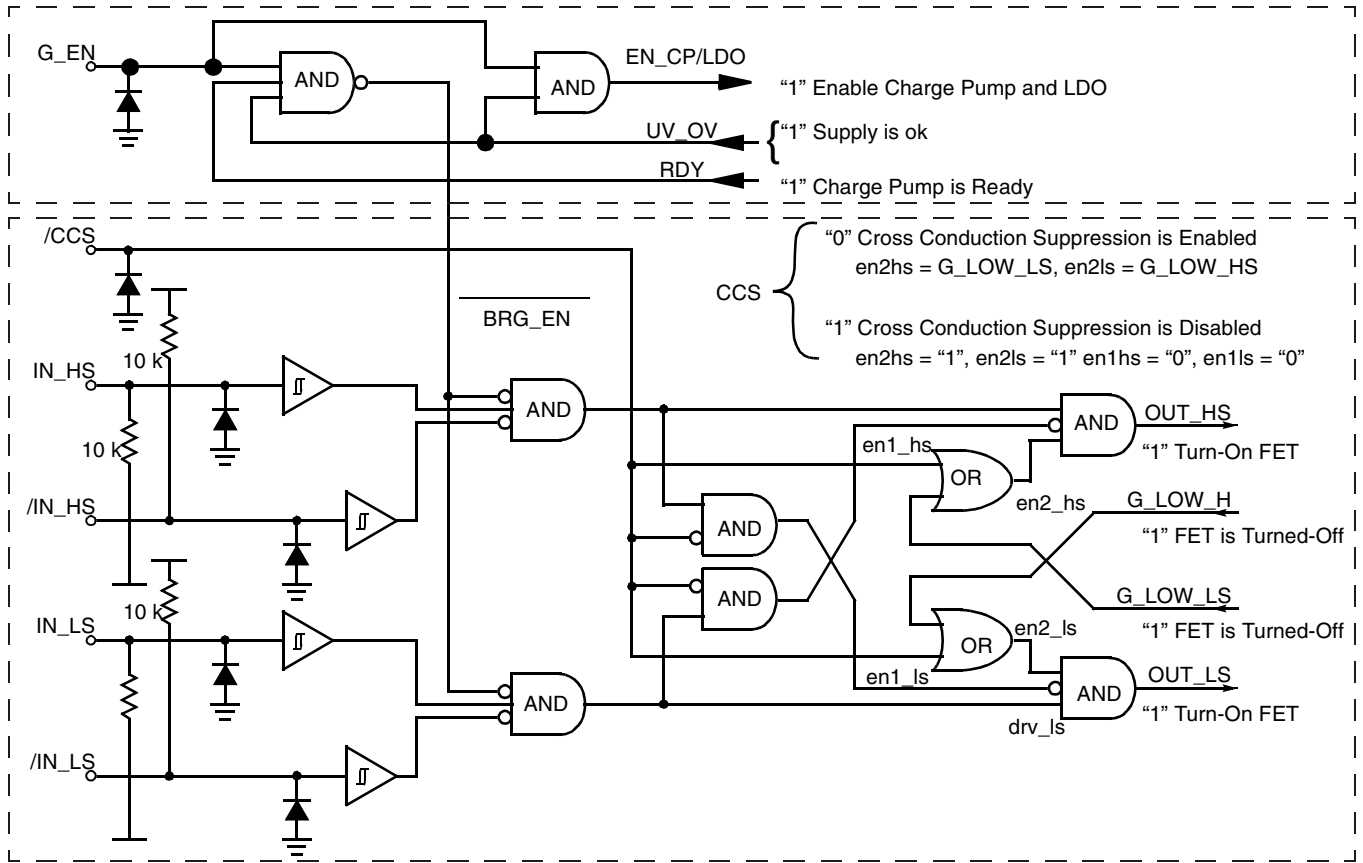 G_EN
AND
AND
EN_CP/LDO
“1” Enable Charge Pump and LDO
UV_OV
“1” Supply is ok
RDY
“1” Charge Pump is Ready
/CCS
“0” Cross Conduction Suppression is Enabled
en2hs = G_LOW_LS, en2ls = G_LOW_HS
CCS
“1” Cross Conduction Suppression is Disabled
en2hs = “1”, en2ls = “1” en1hs = “0”, en1ls = “0”
BRG_EN
10 k
IN_HS
10 k
/IN_HS
AND
AND
OUT_HS
“1” Turn-On FET
en1_hs
OR
en2_hs
G_LOW_H
“1” FET is Turned-Off
AND
AND
10 k
IN_LS
G_LOW_LS
“1” FET is Turned-Off
OR
en2_ls
en1_ls
AND
AND
OUT_LS
“1” Turn-On FET
drv_ls
/IN_LS